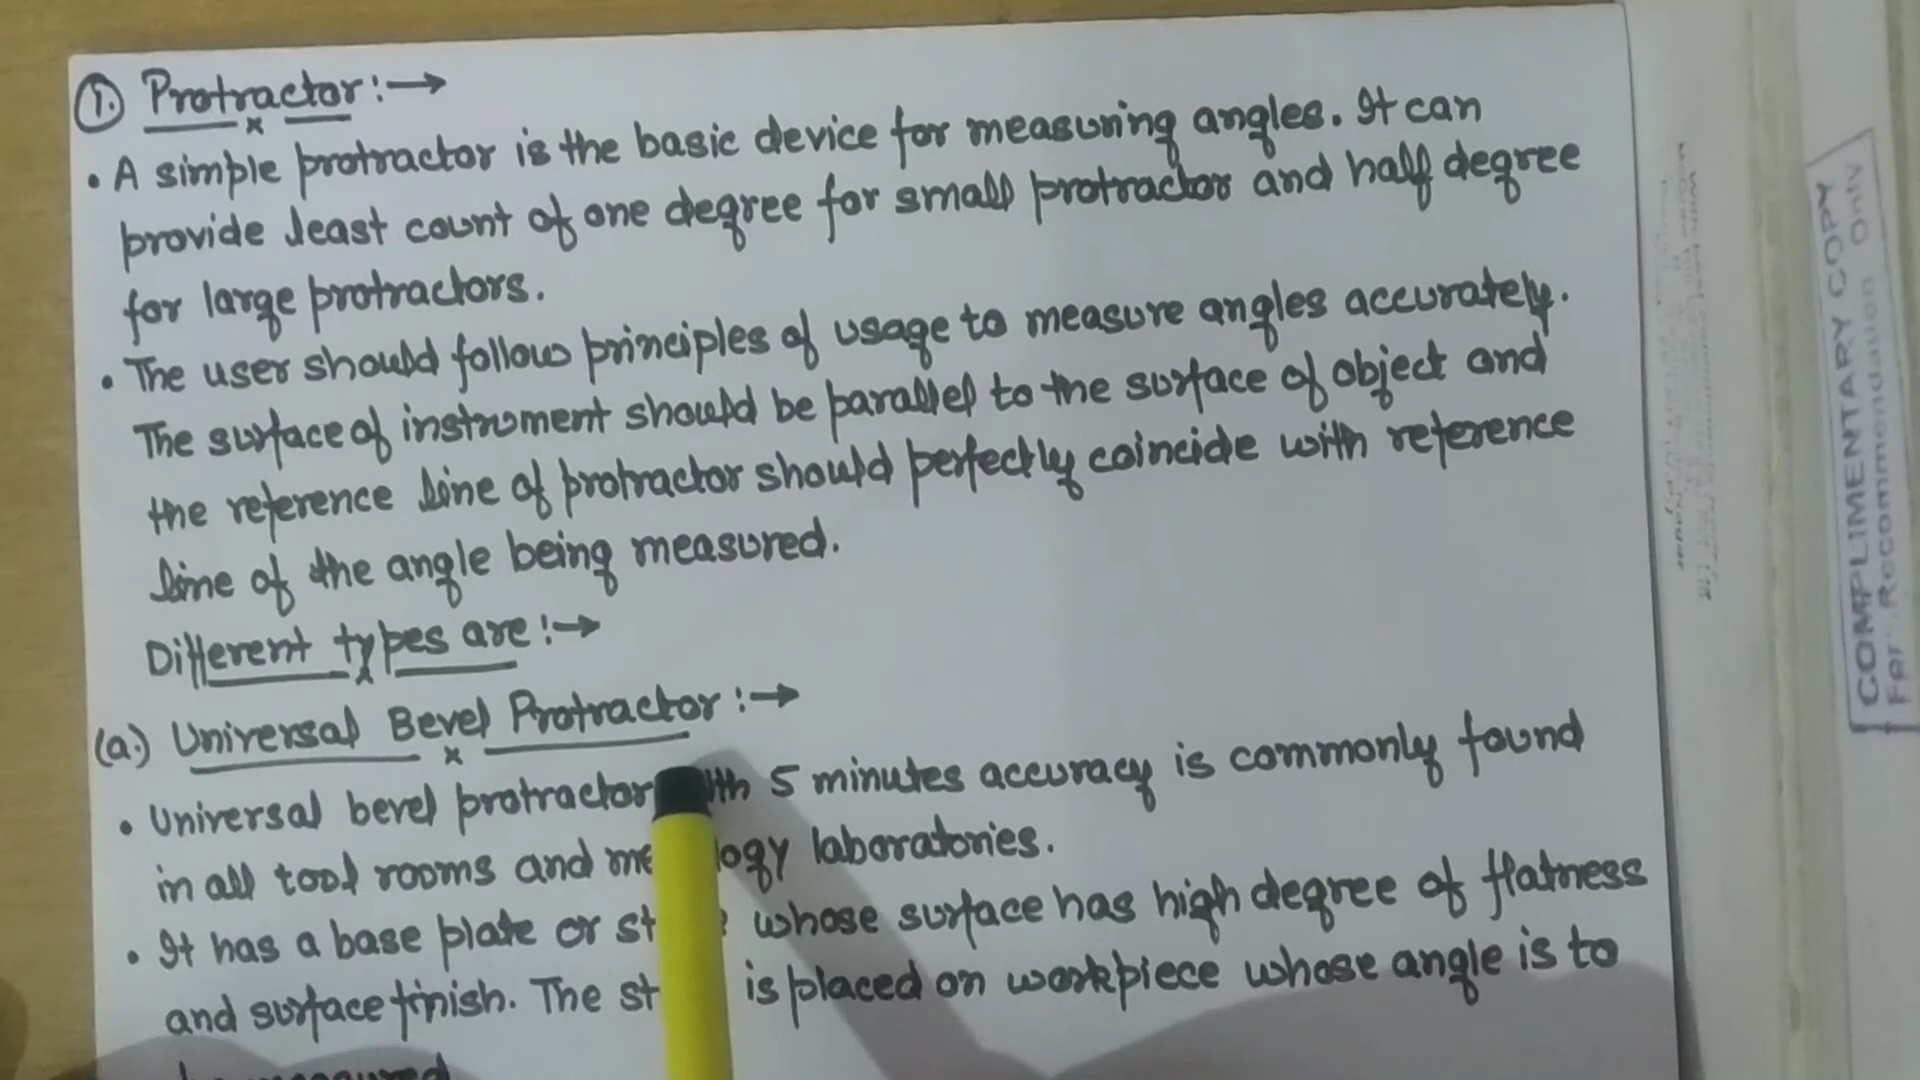 1. Protractor:→
• A simple protractor is the basic device for measuring angles. It can
provide least count of one degree for small protractor and half degree
for large protractors.
• The user should follow principles of usage to measure angles accurately.
The surface of instrument should be parallel to the surface of object and
the reference line of protractor should perfectly coincide with reference
line of the angle being measured.
Different types are:→
(a.) Universal Bevel Protractor:→
• Universal bevel protractor 5 minutes accuracy is commonly found
in all tool rooms and laboratories.
• It has a base plate or whose surface has high degree of flatness
and surface finish. The is placed on workpiece whose angle is to
measured
COMPLIMENTARY COPY
Recommendation Only